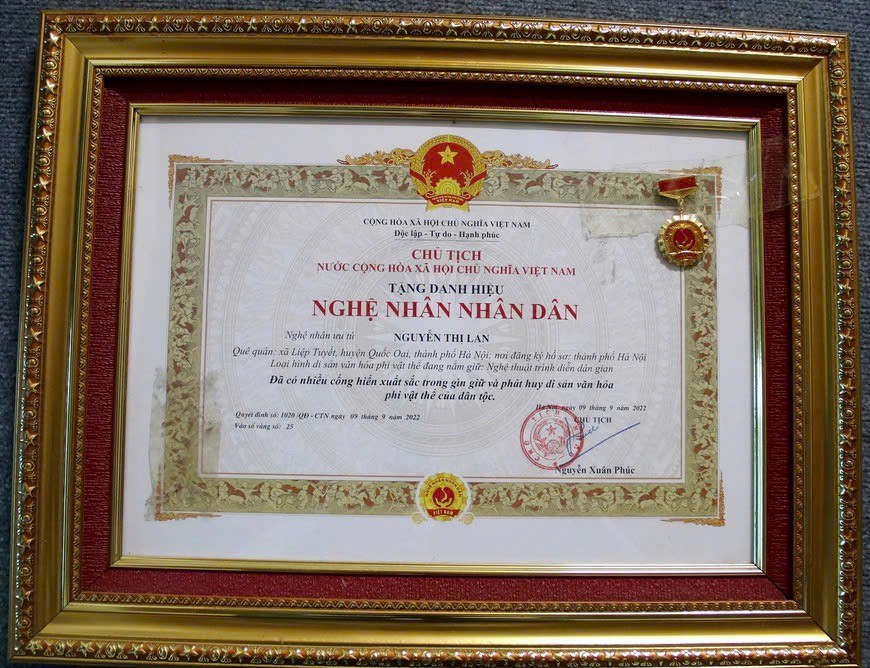 VIỆT NAM
CỘNG HÒA XÃ HỘI CHỦ NGHĨA VIỆT NAM
Độc lập - Tự do - Hạnh phúc
CHỦ TỊCH
NƯỚC CỘNG HÒA XÃ HỘI CHỦ NGHĨA VIỆT NAM
TẶNG DANH HIỆU
NGHỆ NHÂN NHÂN DÂN
Nghệ nhân ưu tú NGUYỄN THỊ LAN
Quê quán: xã Liệp Tuyết, huyện Quốc Oai, thành phố Hà Nội; nơi đăng ký hồ sơ: thành phố Hà Nội
Loại hình di sản văn hóa phi vật thể đang nắm giữ: Nghệ thuật trình diễn dân gian
Đã có nhiều cống hiến xuất sắc trong gìn giữ và phát huy di sản văn hóa
phi vật thể của dân tộc.
Quyết định số: 1020 /QĐ - CTN ngày 09 tháng 9 năm 2022
Vào sổ vàng số: 25
Hà Nội, ngày 09 tháng 9 năm 2022
CHỦ TỊCH
Nguyễn Xuân Phúc
VIỆT NAM